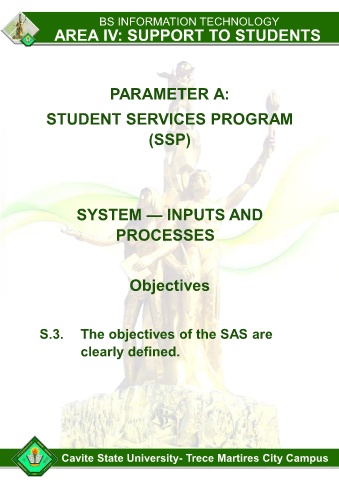 BS INFORMATION TECHNOLOGY
AREA IV: SUPPORT TO STUDENTS
PARAMETER A:
STUDENT SERVICES PROGRAM
(SSP)
SYSTEM — INPUTS AND
PROCESSES
Objectives
S.3. The objectives of the SAS are
clearly defined.
Cavite State University- Trece Martires City Campus